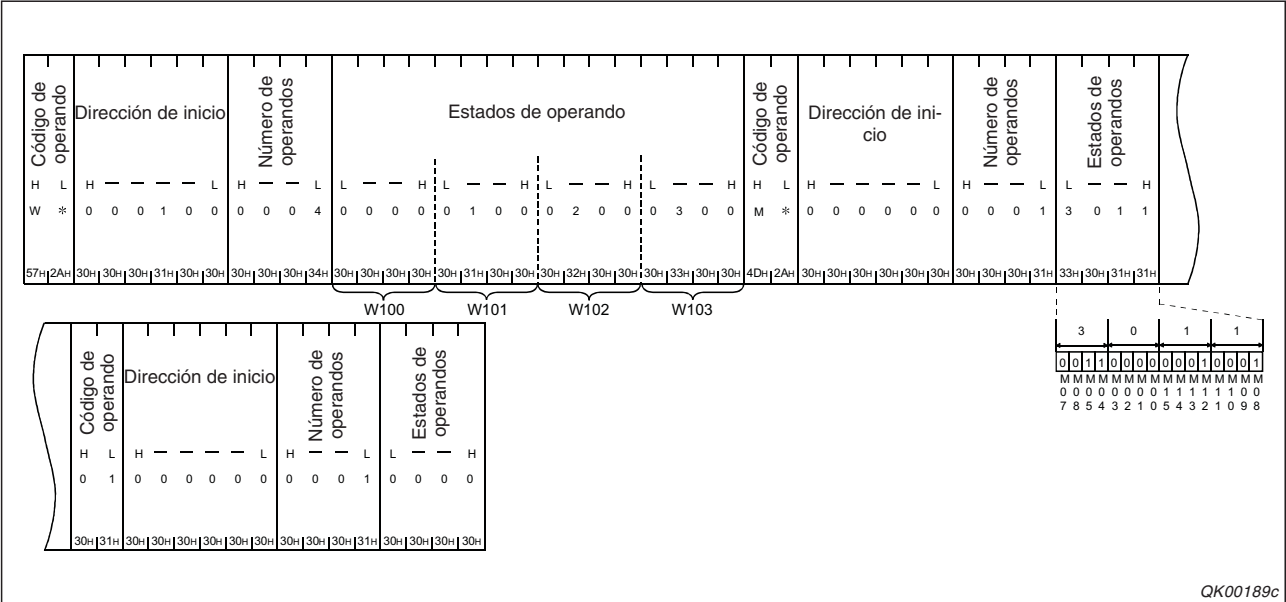 Código de operando
Dirección de inicio
Número de operandos
Estados de operando
Código de operando
Dirección de ini-
cio
Número de operandos
Estados de operandos
H L H — — — — L H — — L L — — H L — — H L — — H L — — H H L H — — — — L H — — L L — — H
W * 0 0 0 1 0 0 0 0 0 4 0 0 0 0 0 1 0 0 0 2 0 0 0 3 0 0 M * 0 0 0 0 0 0 0 0 0 1 3 0 1 1
57H 2AH 30H 30H 30H 31H 30H 30H 30H 30H 30H 34H 30H 30H 30H 30H 30H 31H 30H 30H 30H 32H 30H 30H 30H 33H 30H 30H 4DH 2AH 30H 30H 30H 30H 30H 30H 30H 30H 30H 31H 33H 30H 31H 31H
W100 W101 W102 W103
3 0 1 1
0 0 1 1 0 0 0 0 0 0 0 1 0 0 0 1
M M M M M M M M M M M M M M M M
0 0 0 0 0 0 0 0 1 1 1 1 1 1 0 0
7 8 5 4 3 2 1 0 5 4 3 2 1 0 9 8
Código de operando
Dirección de inicio
Número de operandos
Estados de operandos
H L H — — — — L H — — L L — — H
0 1 0 0 0 0 0 0 0 0 0 1 0 0 0 0
30H 31H 30H 30H 30H 30H 30H 30H 30H 30H 30H 31H 30H 30H 30H 30H
QK00189c